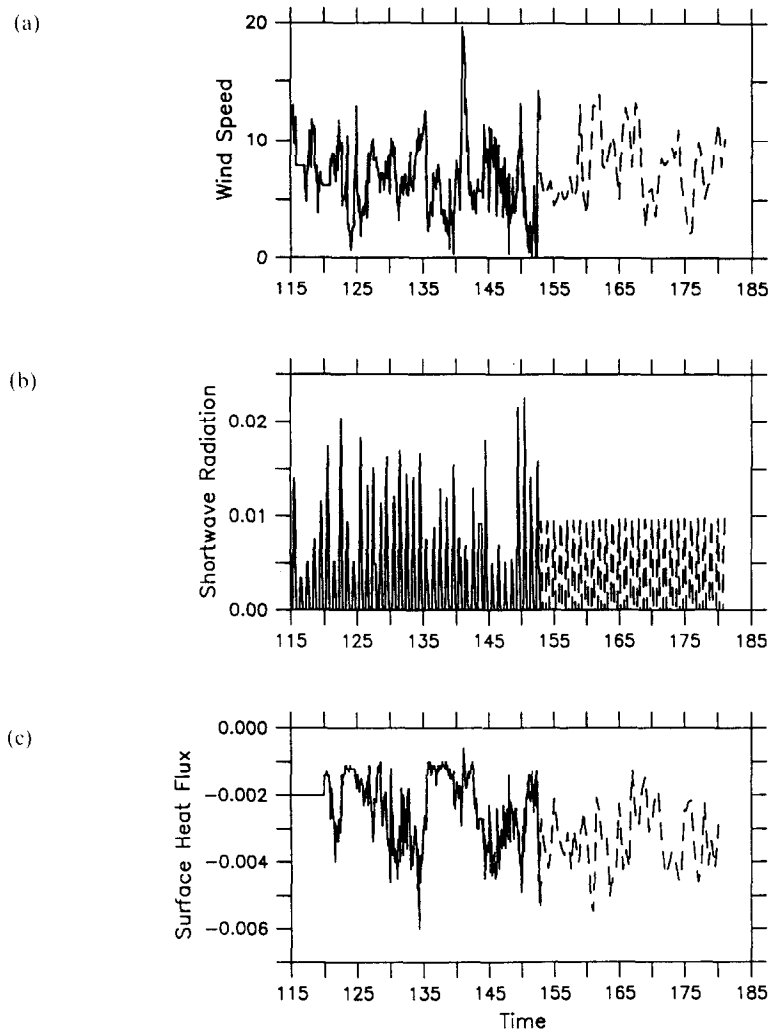 (a)
20
10
0
Wind Speed
115 125 135 145 155 165 175 185
(b)
0.02
0.01
0.00
Shortwave Radiation
115 125 135 145 155 165 175 185
(c)
0.000
-0.002
-0.004
-0.006
Surface Heat Flux
115 125 135 145 155 165 175 185
Time